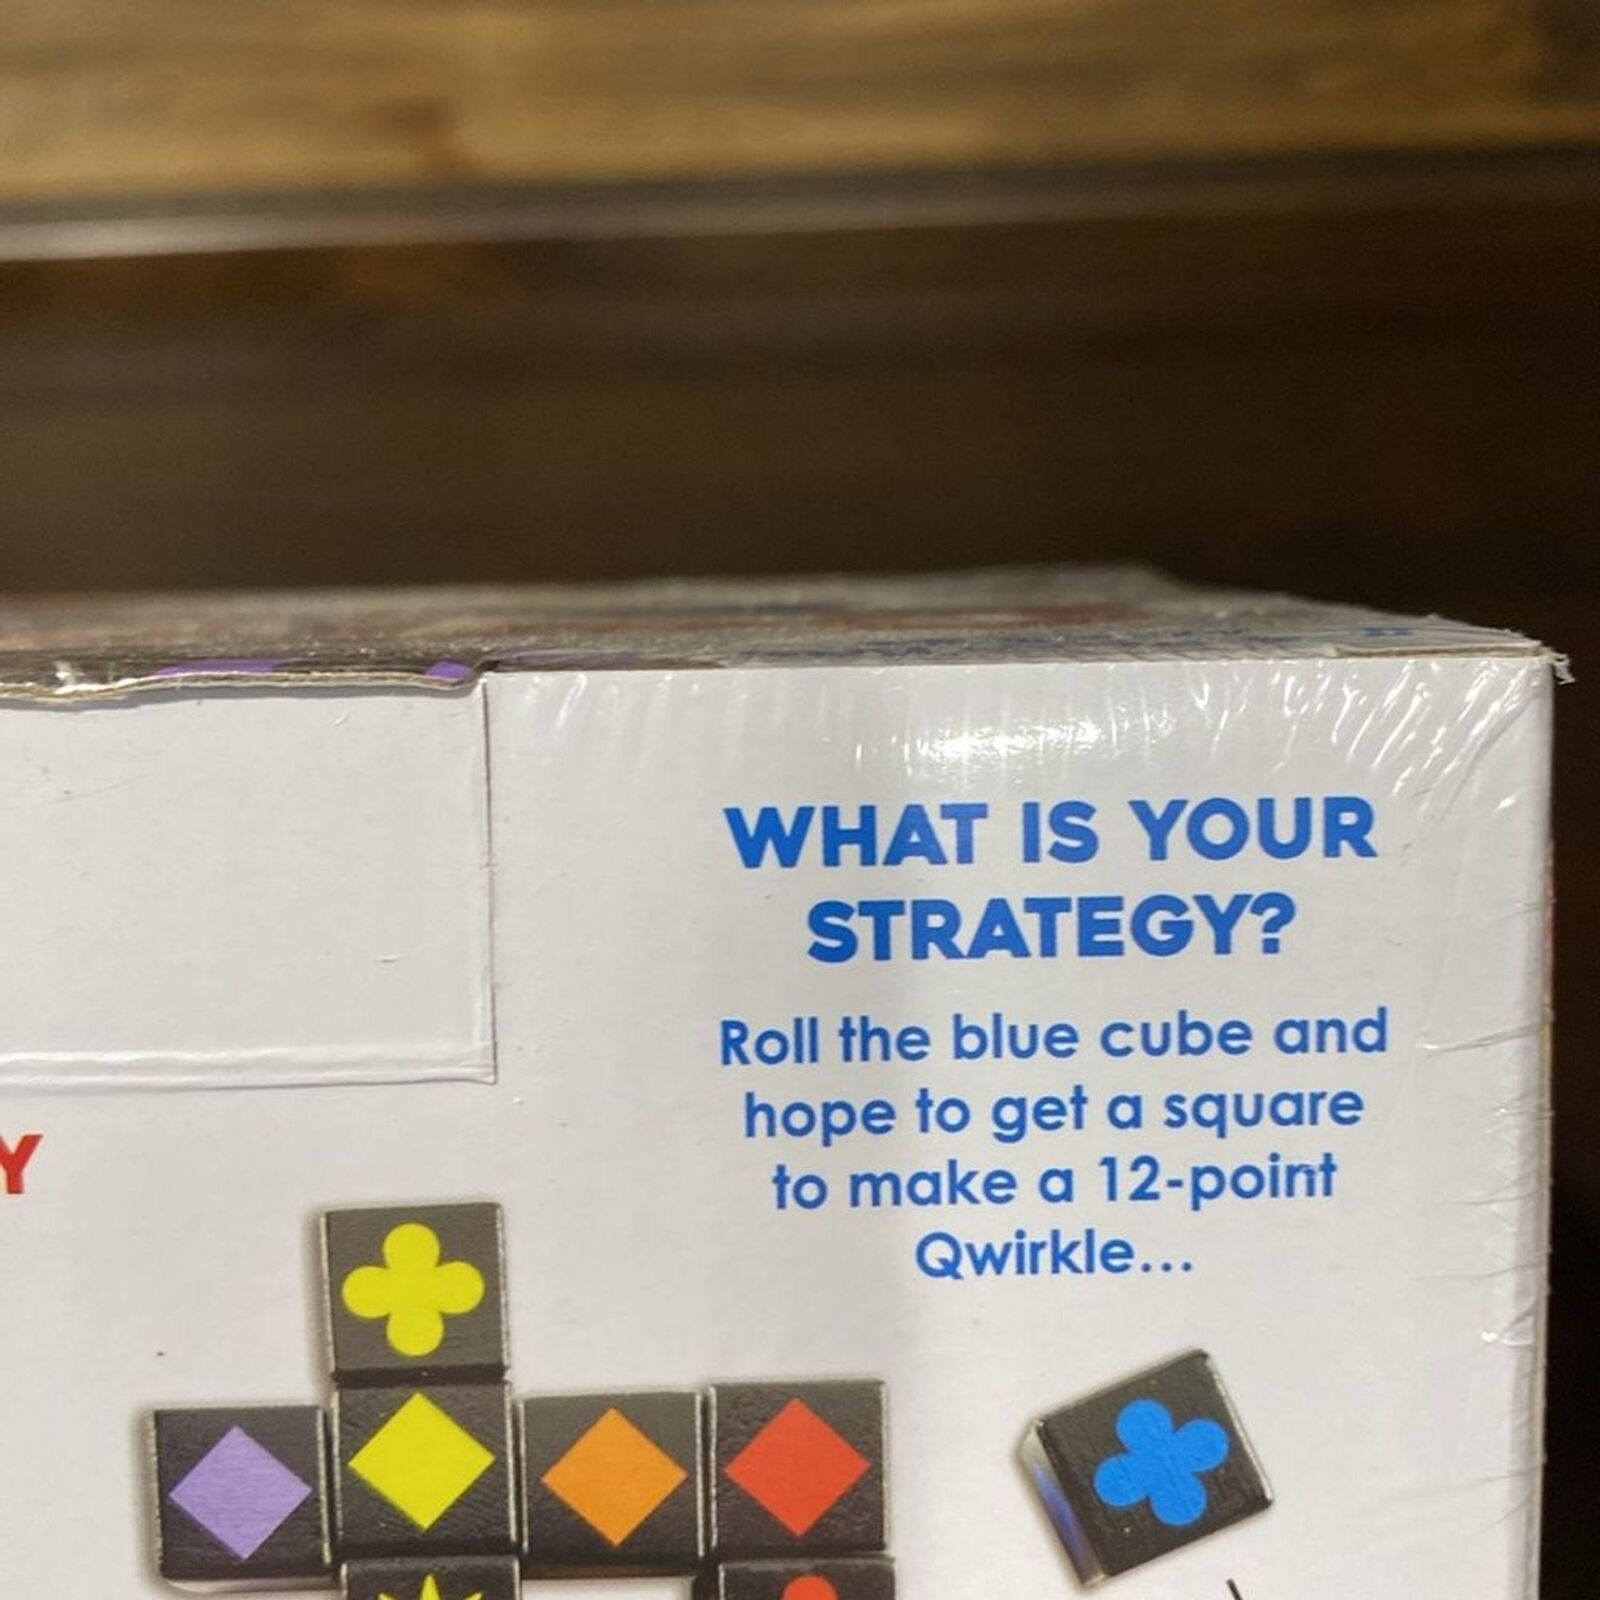 WHAT IS YOUR
STRATEGY?
Roll the blue cube and
hope to get a square
to make a 12-point
Qwirkle...
Y